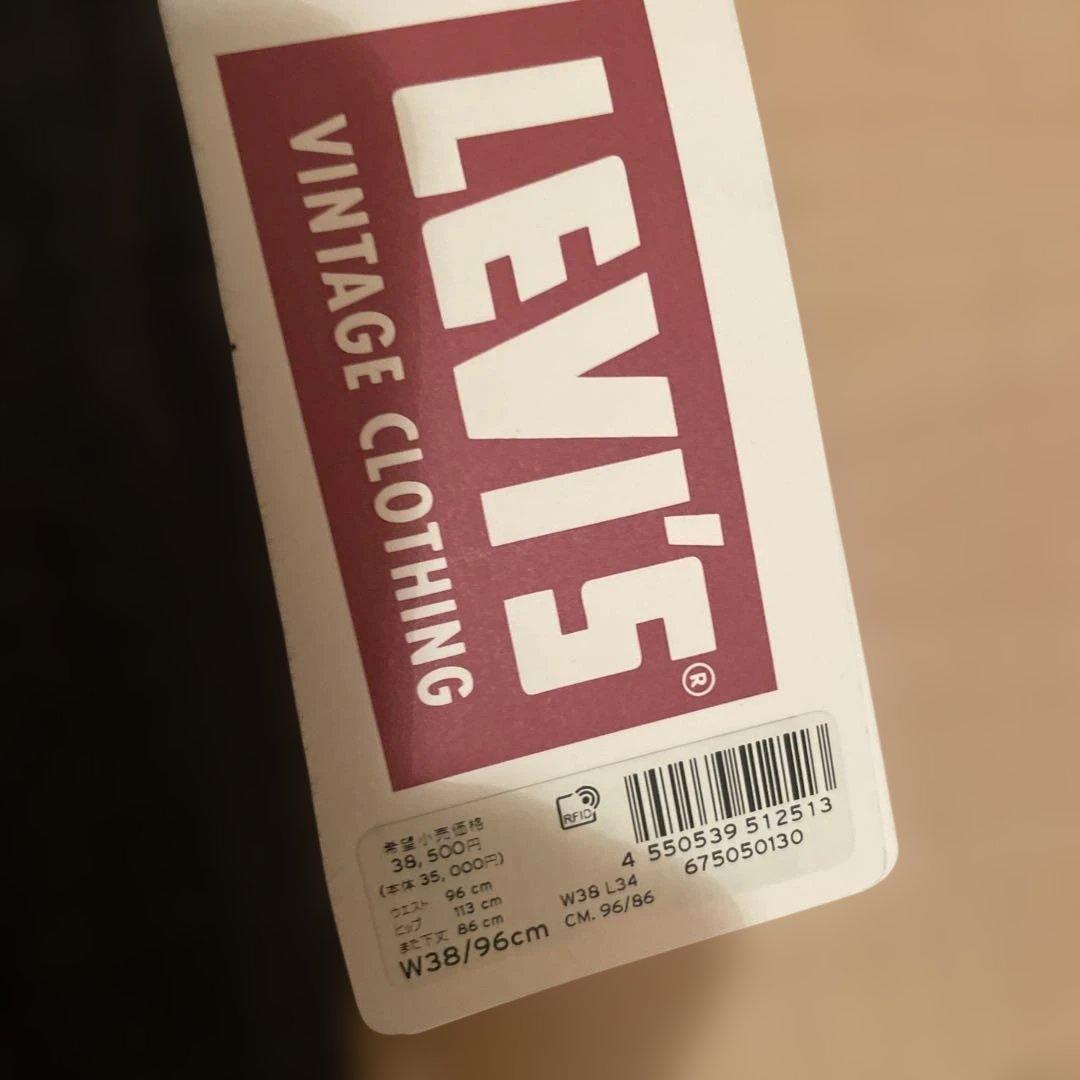 LEVI'S®
VINTAGE CLOTHING
RFID
4 550539 512513
675050130
希望小売価格
38,500円
(本体 35,000円)
ウエスト 96 cm
ヒップ 113 cm
また下丈 86 cm
W38/96cm
W38 L34
CM. 96/86